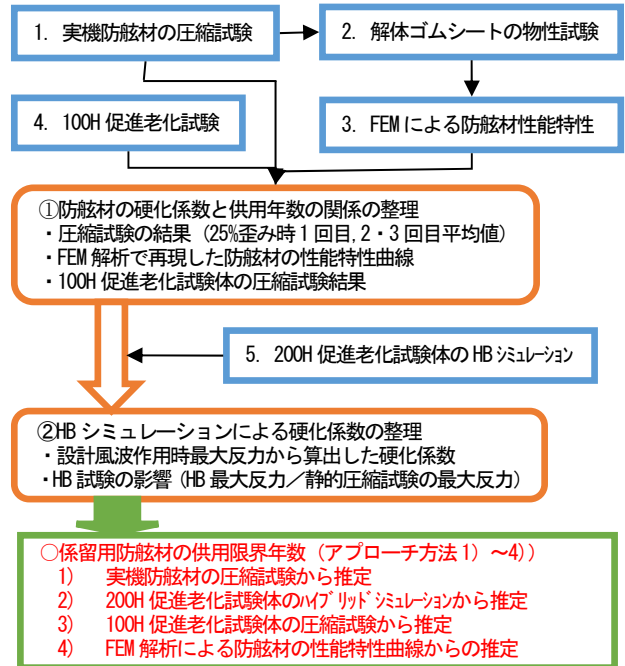 1. 実機防舷材の圧縮試験
2. 解体ゴムシートの物性試験
4. 100H 促進老化試験
3. FEM による防舷材性能特性
①防舷材の硬化係数と供用年数の関係の整理
・圧縮試験の結果（25%歪み時 1 回目, 2・3 回目平均値）
・FEM 解析で再現した防舷材の性能特性曲線
・100H 促進老化試験体の圧縮試験結果
5. 200H 促進老化試験体の HB ｼﾐｭﾚｰｼｮﾝ
②HB シミュレーションによる硬化係数の整理
・設計風波作用時最大反力から算出した硬化係数
・HB 試験の影響（HB 最大反力／静的圧縮試験の最大反力）
○係留用防舷材の供用限界年数（アプローチ方法 1）～4））
1） 実機防舷材の圧縮試験から推定
2） 200H 促進老化試験体のﾊｲﾌﾞﾘｯﾄﾞｼﾐｭﾚｰｼｮﾝから推定
3） 100H 促進老化試験体の圧縮試験から推定
4） FEM 解析による防舷材の性能特性曲線からの推定